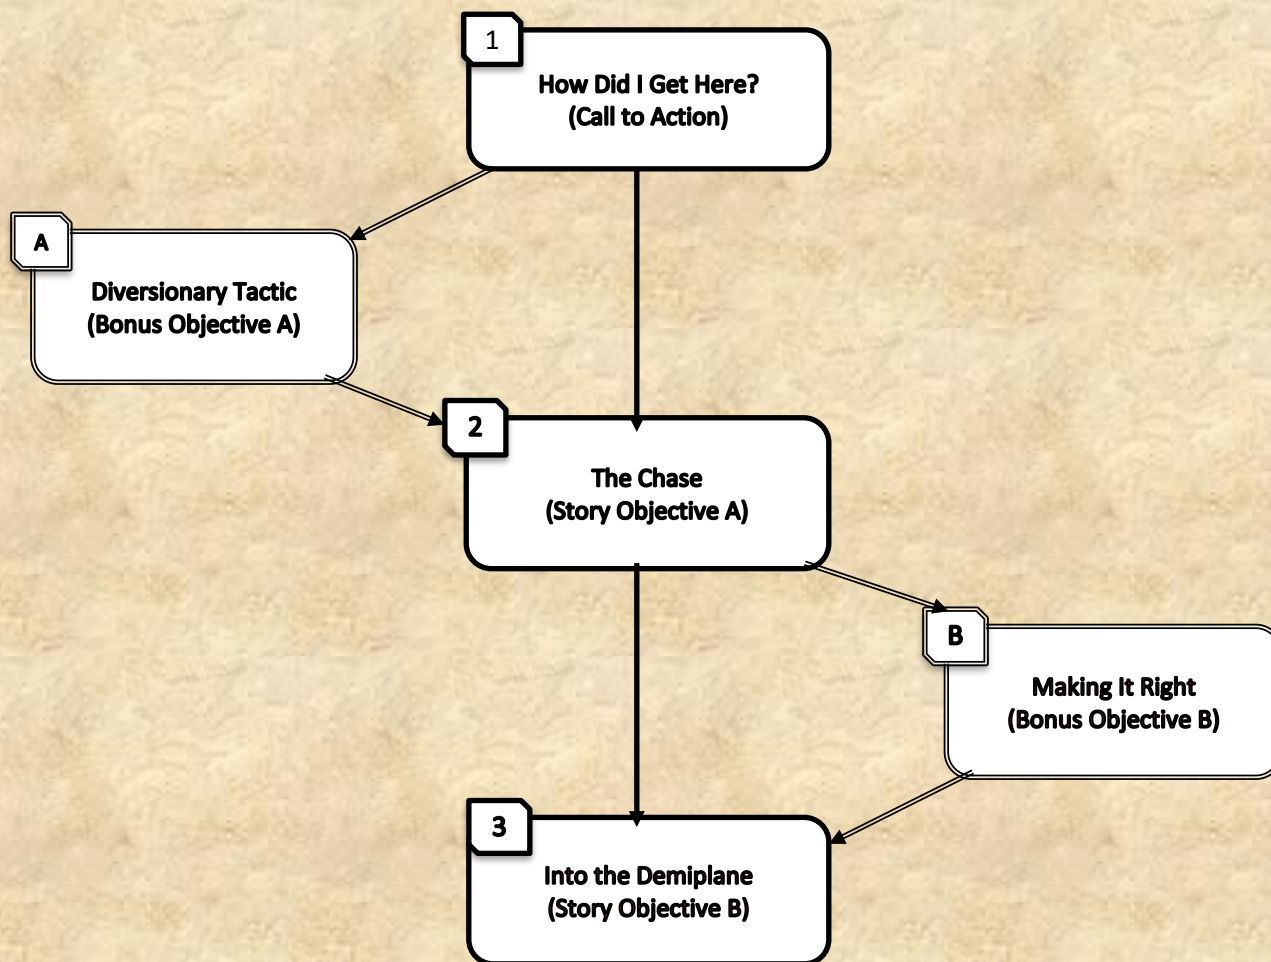 1
How Did I Get Here?
(Call to Action)
A
Diversionary Tactic
(Bonus Objective A)
2
The Chase
(Story Objective A)
B
Making It Right
(Bonus Objective B)
3
Into the Demiplane
(Story Objective B)